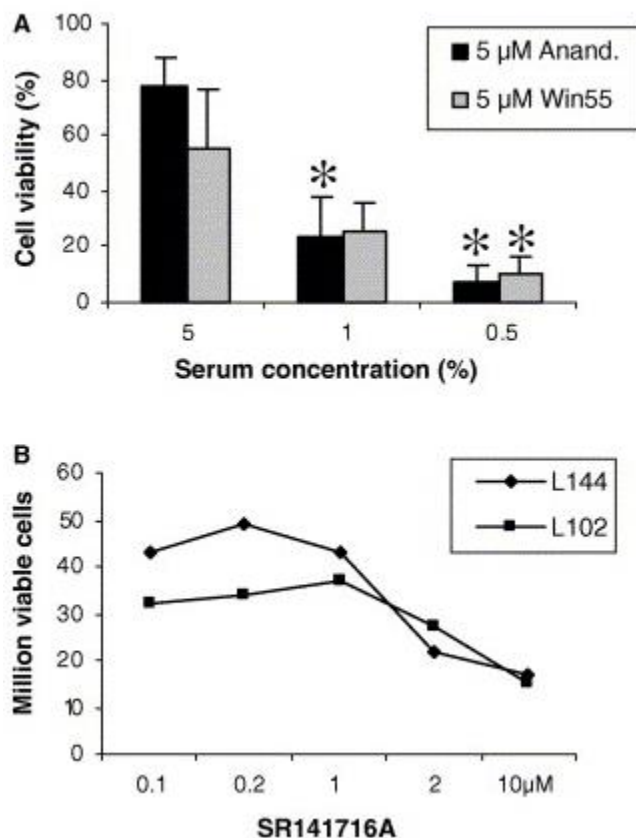 A
100
80
60
40
20
0
Cell viability (%)
5 µM Anand.
5 µM Win55
*
* *
5 1 0.5
Serum concentration (%)
B
60
50
40
30
20
10
0
Million viable cells
L144
L102
0.1 0.2 1 2 10µM
SR141716A